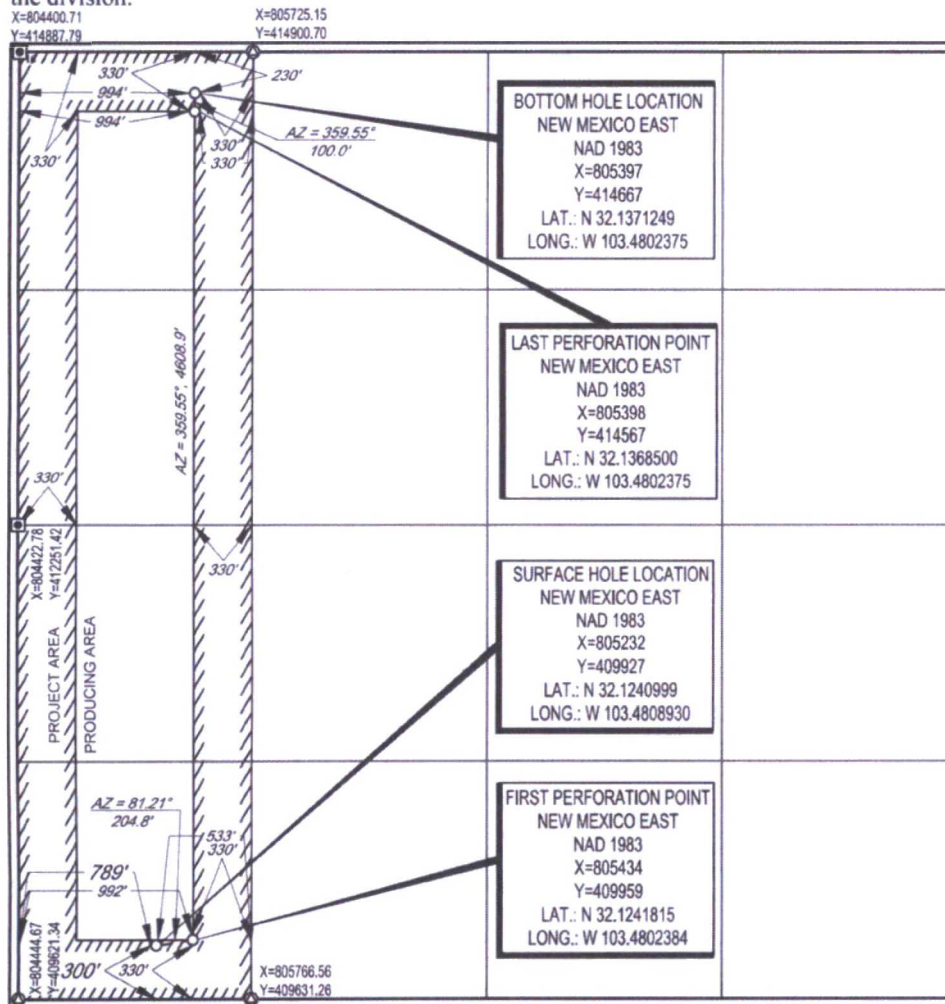 the division.
X=804400.71
Y=414887.79
X=805725.15
Y=414900.70
330'
230'
994'
994'
AZ = 359.55°
100.0'
330'
330'
330'
BOTTOM HOLE LOCATION
NEW MEXICO EAST
NAD 1983
X=805397
Y=414667
LAT.: N 32.1371249
LONG.: W 103.4802375
LAST PERFORATION POINT
NEW MEXICO EAST
NAD 1983
X=805398
Y=414567
LAT.: N 32.1368500
LONG.: W 103.4802375
AZ = 359.55°, 4608.9'
330'
X=804422.78
Y=412251.42
330'
PROJECT AREA
PRODUCING AREA
SURFACE HOLE LOCATION
NEW MEXICO EAST
NAD 1983
X=805232
Y=409927
LAT.: N 32.1240999
LONG.: W 103.4808930
FIRST PERFORATION POINT
NEW MEXICO EAST
NAD 1983
X=805434
Y=409959
LAT.: N 32.1241815
LONG.: W 103.4802384
AZ = 81.21°
204.8'
533'
330'
789'
992'
X=804444.67
Y=409621.34
300'
330'
X=805766.56
Y=409631.26